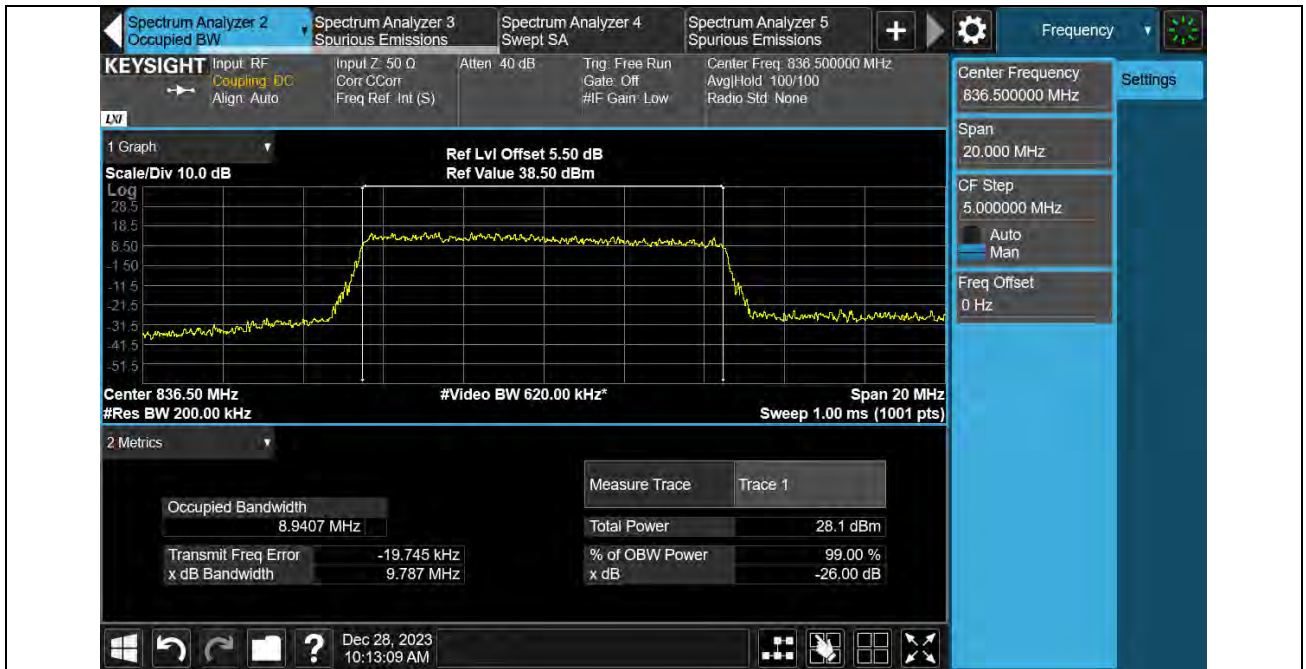 Spectrum Analyzer 2
Occupied BW
Spectrum Analyzer 3
Spurious Emissions
Spectrum Analyzer 4
Swept SA
Spectrum Analyzer 5
Spurious Emissions
+
Frequency
KEYSIGHT
LXI
Input: RF
Coupling: DC
Align: Auto
Input Z: 50 Ω
Corr CCorr
Freq Ref: Int (S)
Atten: 40 dB
Trig: Free Run
Gate: Off
#IF Gain: Low
Center Freq: 836.500000 MHz
Avg|Hold: 100/100
Radio Std: None
Center Frequency
836.500000 MHz
Settings
Span
20.000 MHz
CF Step
5.000000 MHz
Auto
Man
Freq Offset
0 Hz
1 Graph
Ref Lvl Offset 5.50 dB
Scale/Div 10.0 dB
Ref Value 38.50 dBm
Log
28.5
18.5
8.50
-1.50
-11.5
-21.5
-31.5
-41.5
-51.5
Center 836.50 MHz
#Video BW 620.00 kHz*
Span 20 MHz
#Res BW 200.00 kHz
Sweep 1.00 ms (1001 pts)
2 Metrics
Measure Trace
Trace 1
Occupied Bandwidth
8.9407 MHz
Total Power
28.1 dBm
Transmit Freq Error
-19.745 kHz
% of OBW Power
99.00 %
x dB Bandwidth
9.787 MHz
x dB
-26.00 dB
?
Dec 28, 2023
10:13:09 AM